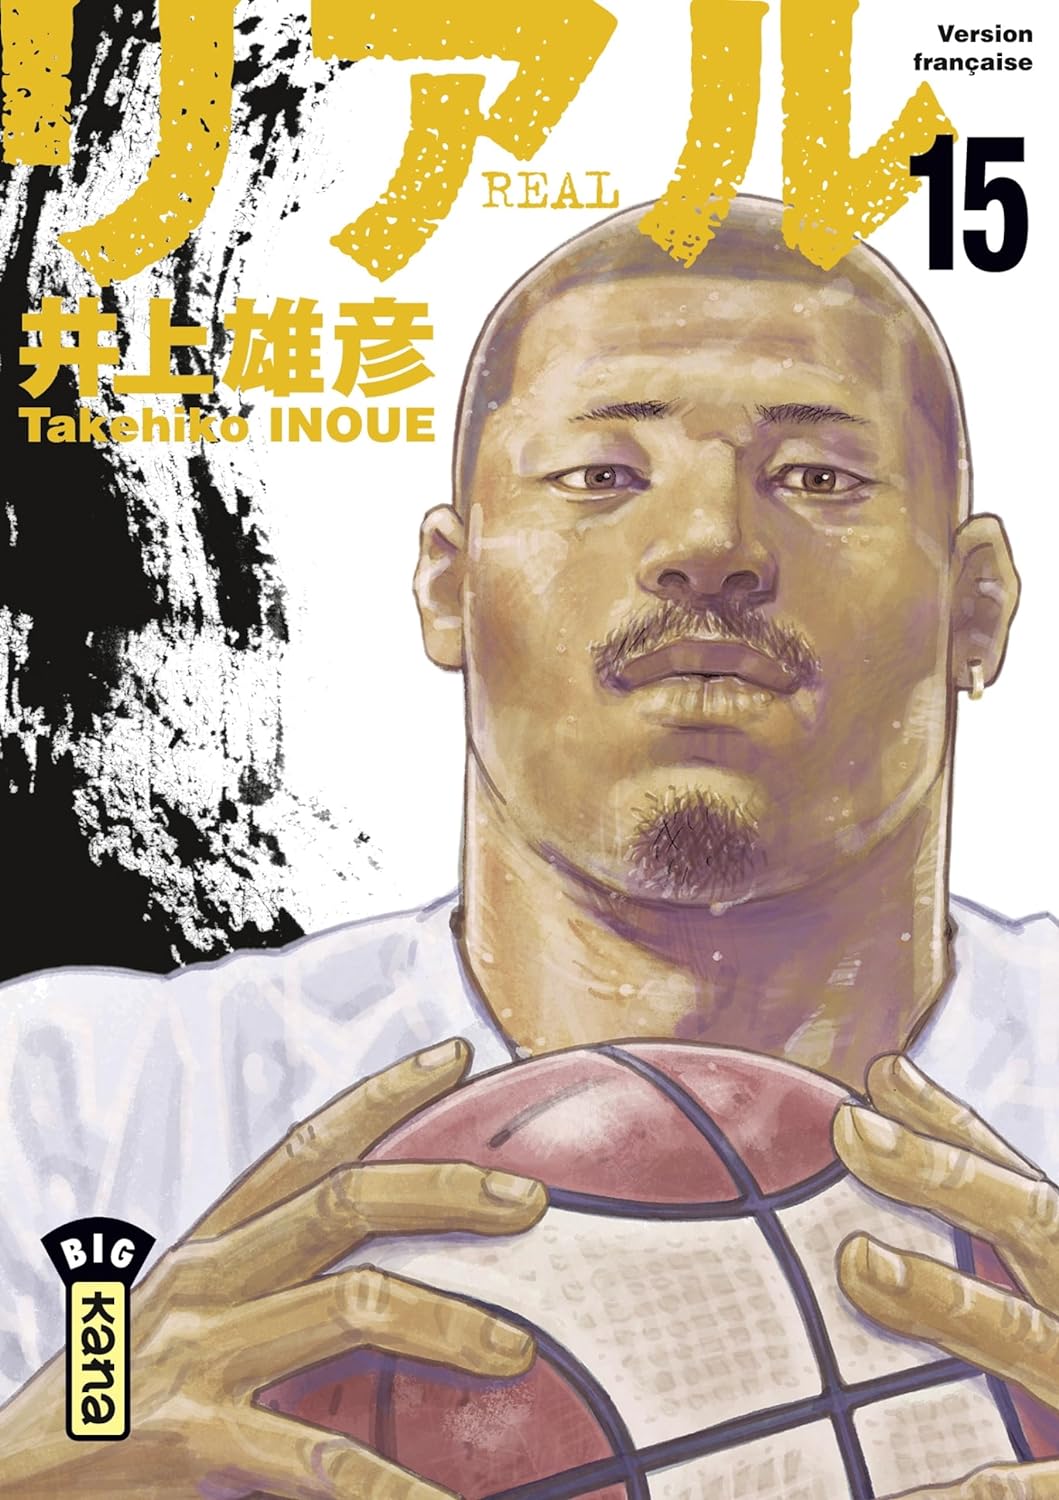 Version
française
リアル
REAL
15
井上雄彦
Takehiko INOUE
BIG
kana